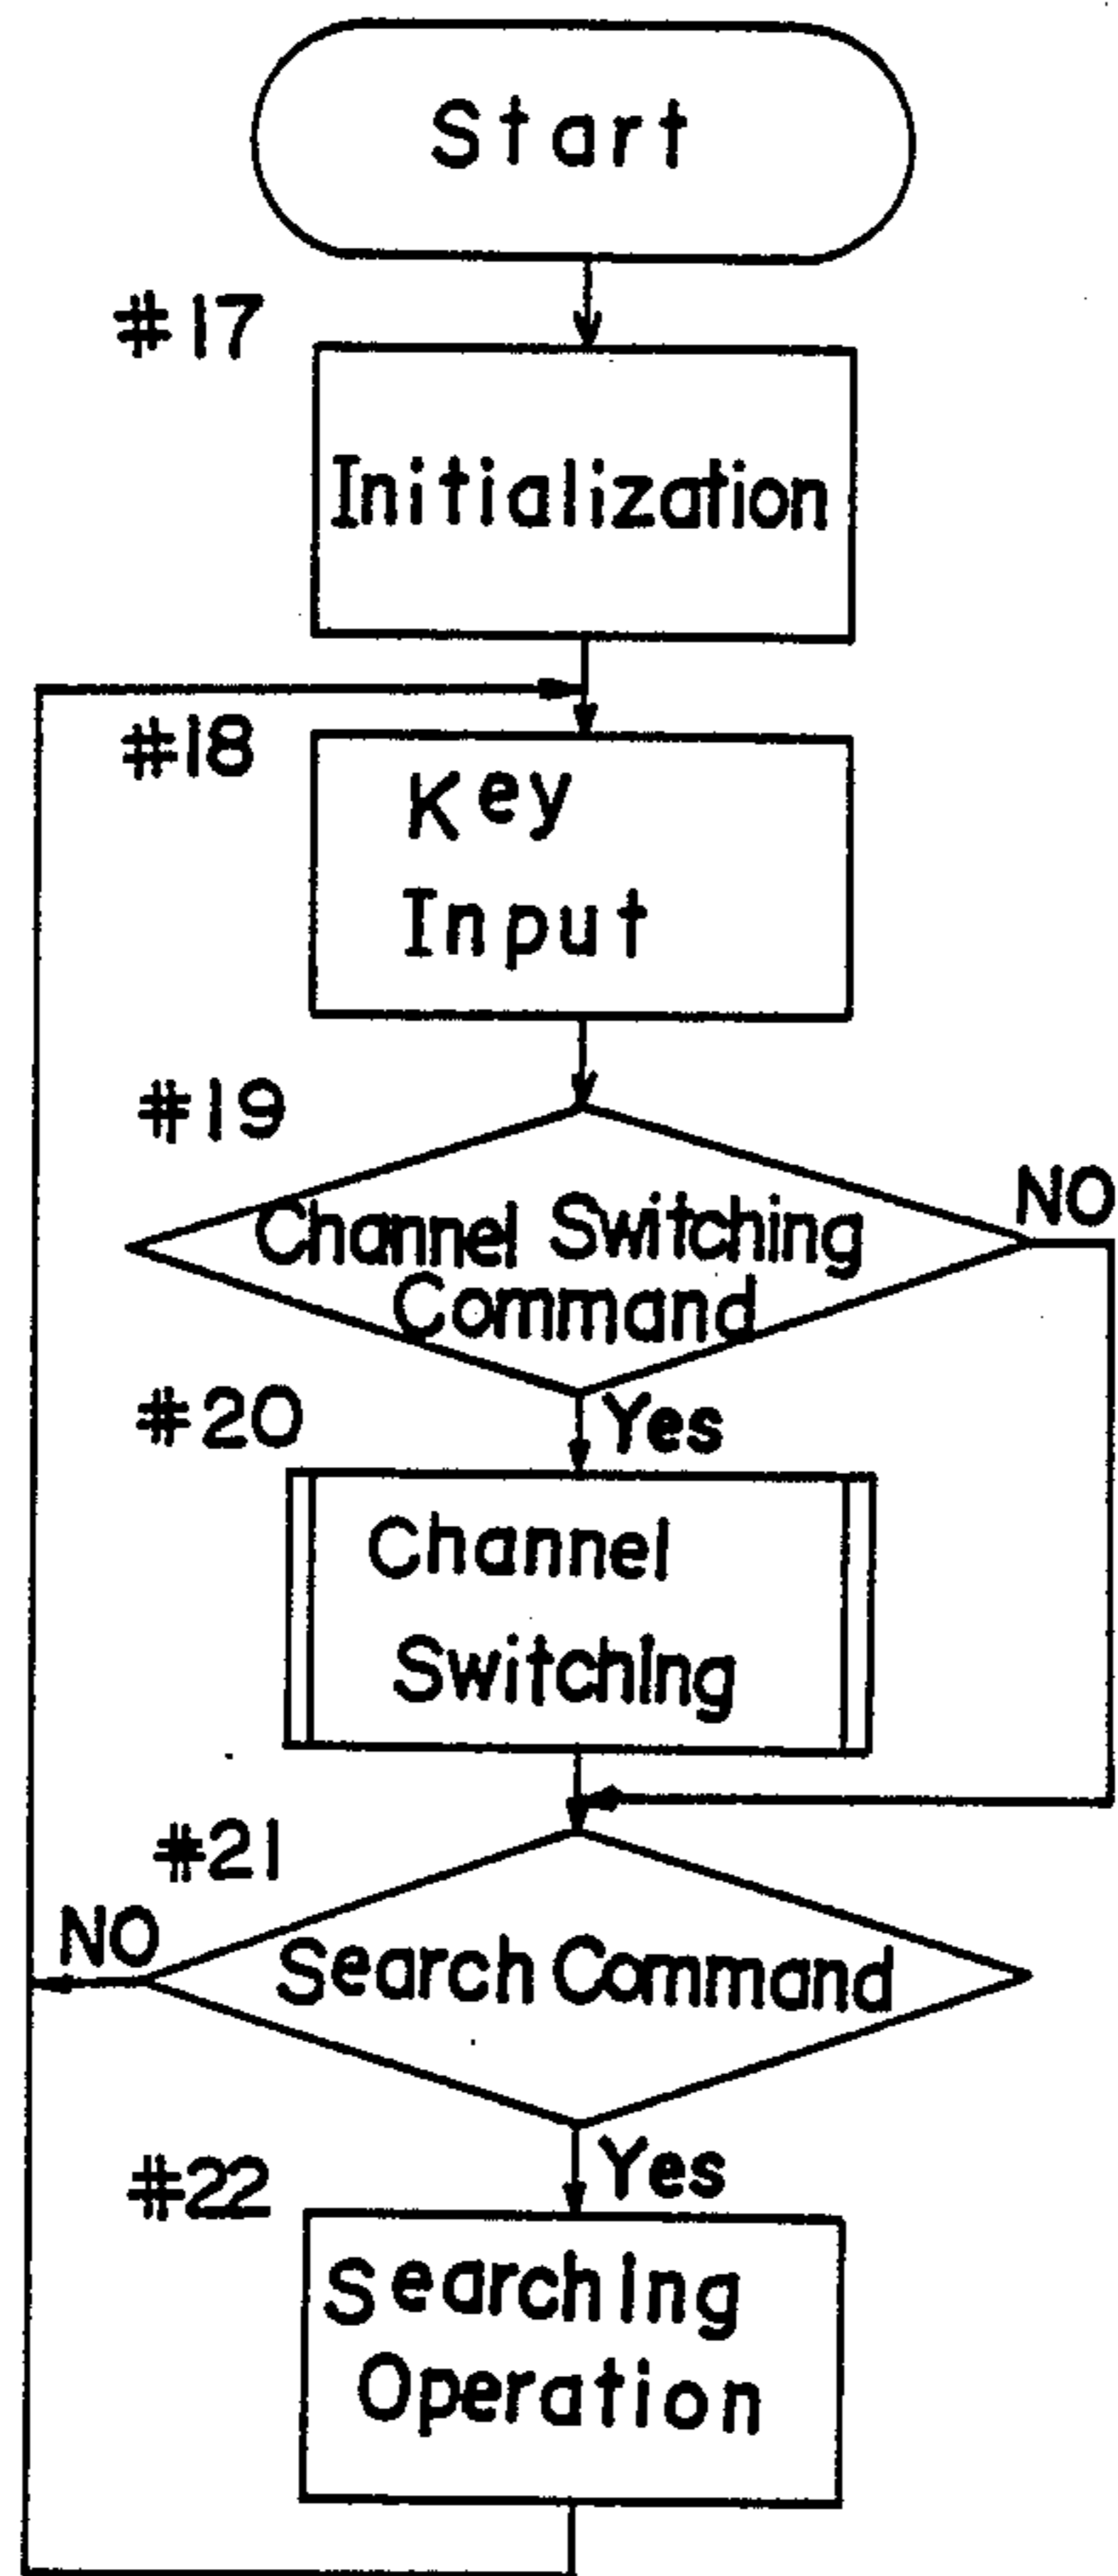 Start
#17
Initialization
#18
Key
Input
#19
Channel Switching
Command
NO
#20
Yes
Channel
Switching
#21
NO
Search Command
#22
Yes
Searching
Operation